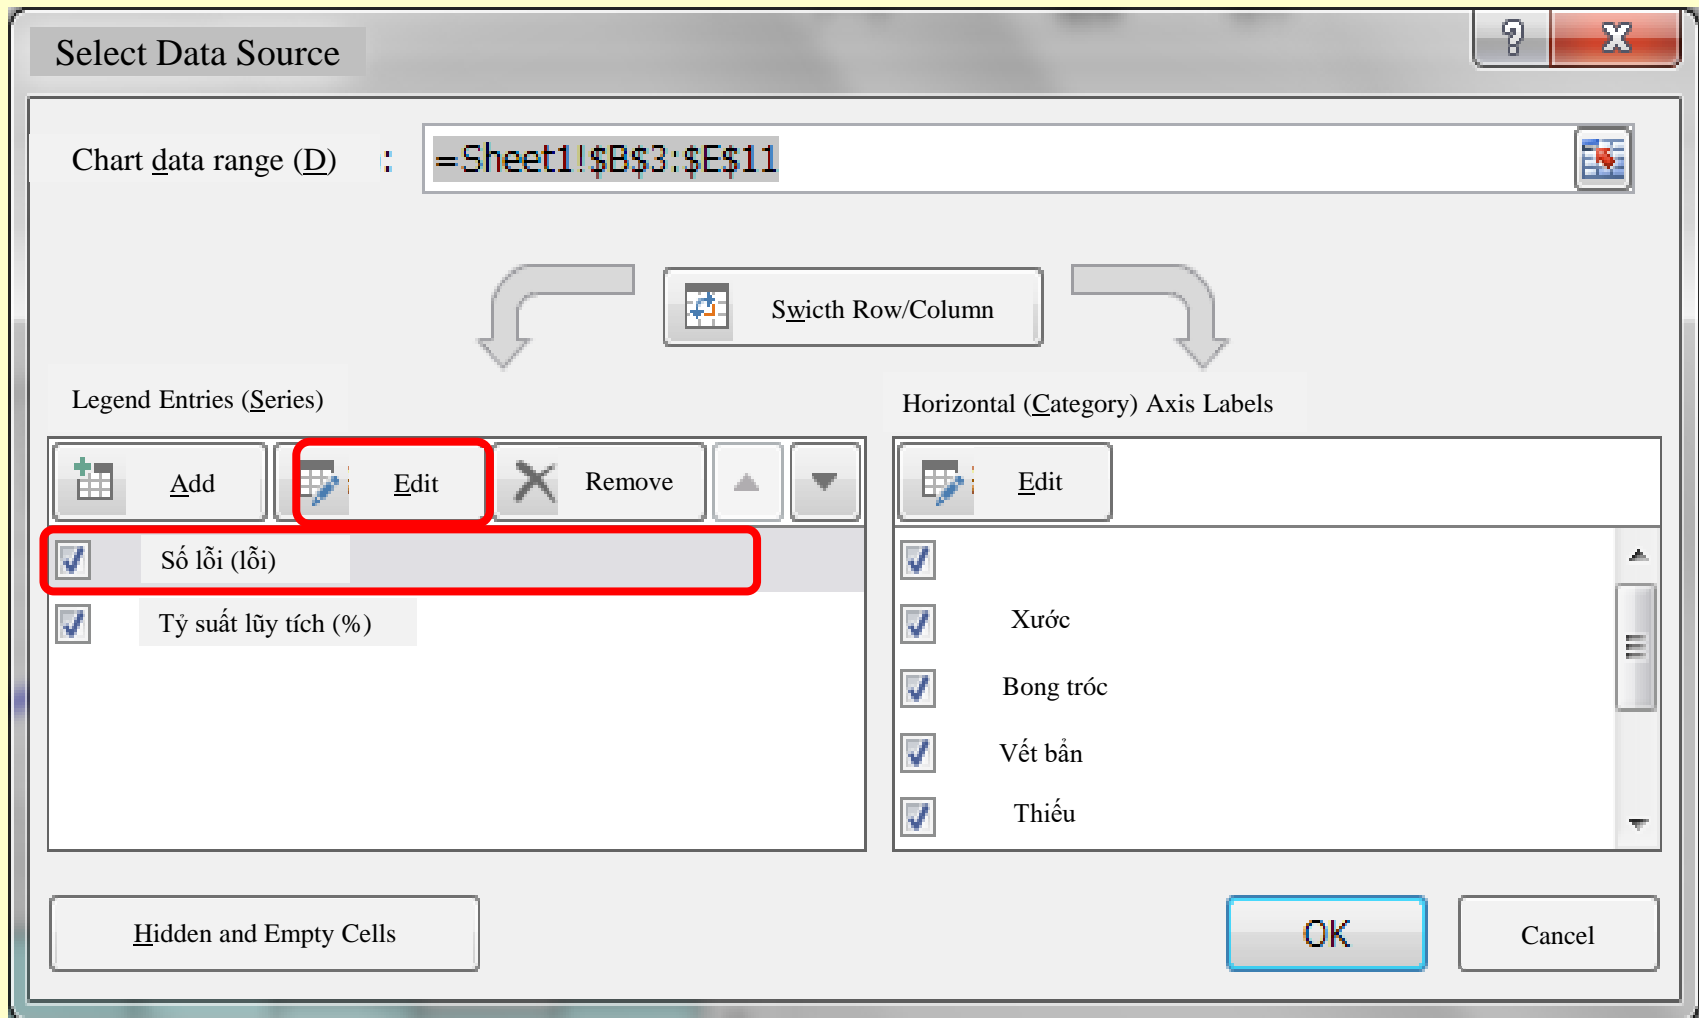 Select Data Source
Chart data range (D) :
=Sheet1!$B$3:$E$11
Swicth Row/Column
Legend Entries (Series)
Horizontal (Category) Axis Labels
Add
Edit
Remove
Edit
Số lỗi (lỗi)
Tỷ suất lũy tích (%)
Xước
Bong tróc
Vết bẩn
Thiếu
Hidden and Empty Cells
OK
Cancel